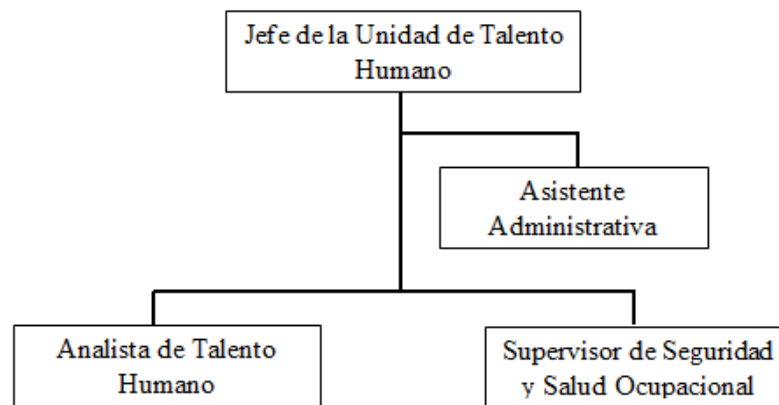 Jefe de la Unidad de Talento
Humano
Asistente
Administrativa
Analista de Talento
Humano
Supervisor de Seguridad
y Salud Ocupacional